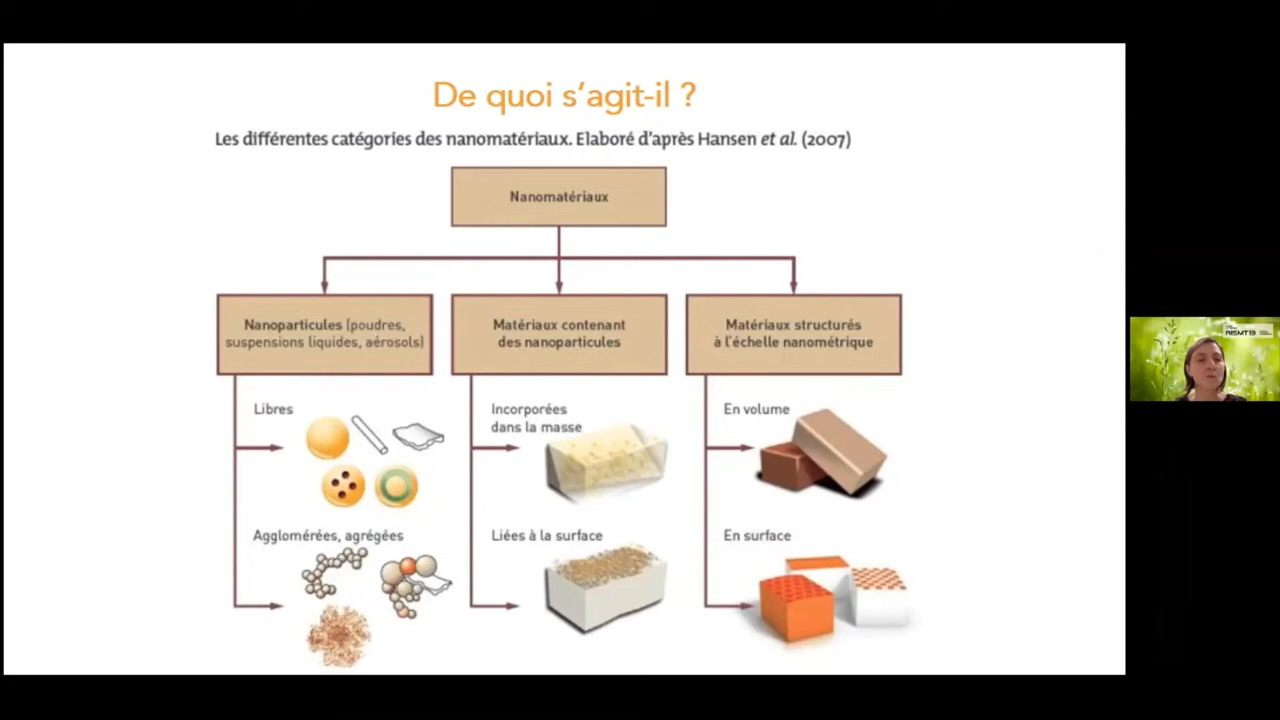 De quoi s'agit-il ?
Les différentes catégories des nanomatériaux. Elaboré d'après Hansen et al. (2007)
Nanomatériaux
Nanoparticules (poudres,
suspensions liquides, aérosols)
Matériaux contenant
des nanoparticules
Matériaux structurés
à l'échelle nanométrique
Libres
Agglomérées, agrégées
Incorporées
dans la masse
Liées à la surface
En volume
En surface
AISMT13